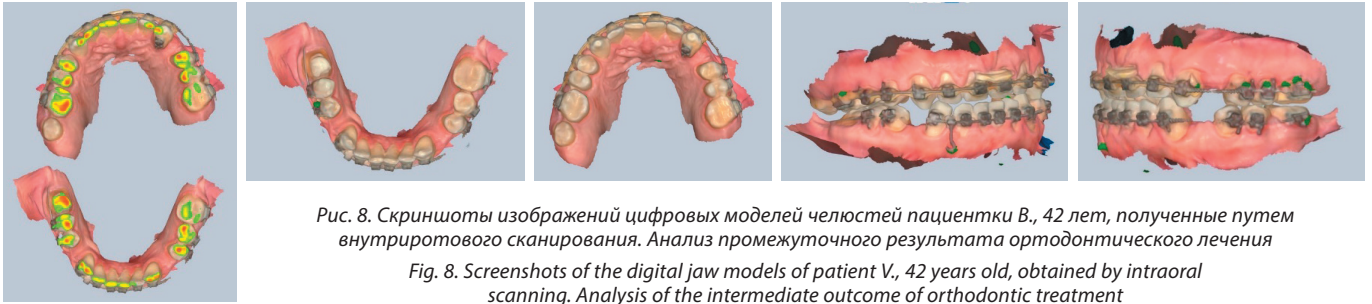 Рис. 8. Скриншоты изображений цифровых моделей челюстей пациентки В., 42 лет, полученные путем
внутриротового сканирования. Анализ промежуточного результата ортодонтического лечения
Fig. 8. Screenshots of the digital jaw models of patient V., 42 years old, obtained by intraoral
scanning. Analysis of the intermediate outcome of orthodontic treatment